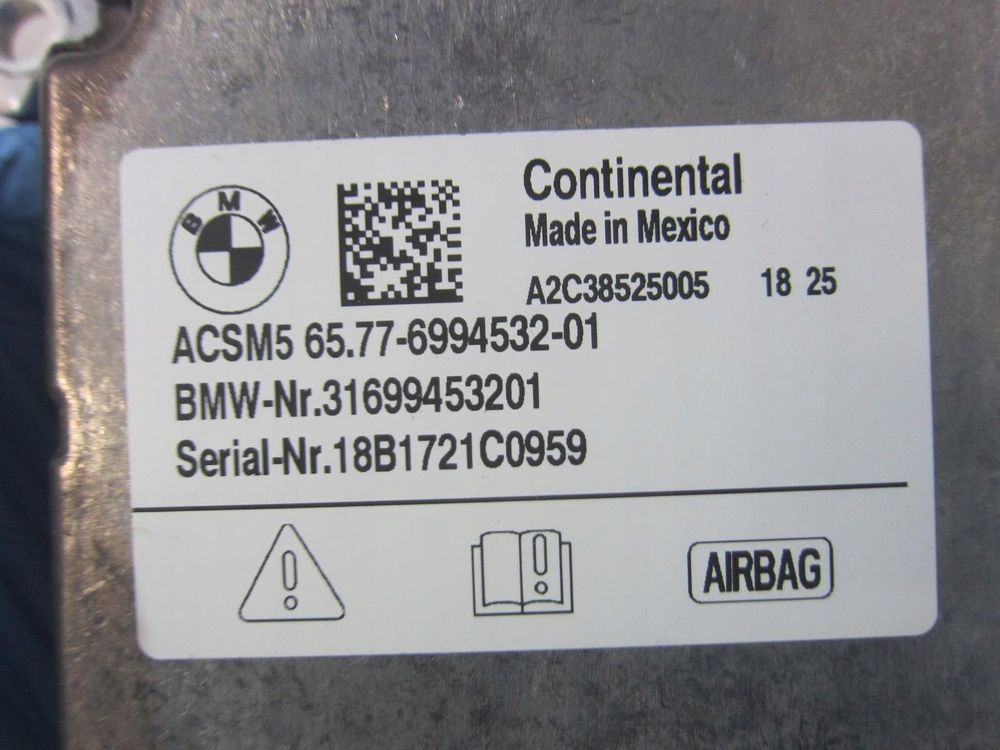 BMW
Continental
Made in Mexico
A2C38525005 18 25
ACSM5 65.77-6994532-01
BMW-Nr.31699453201
Serial-Nr.18B1721C0959
AIRBAG